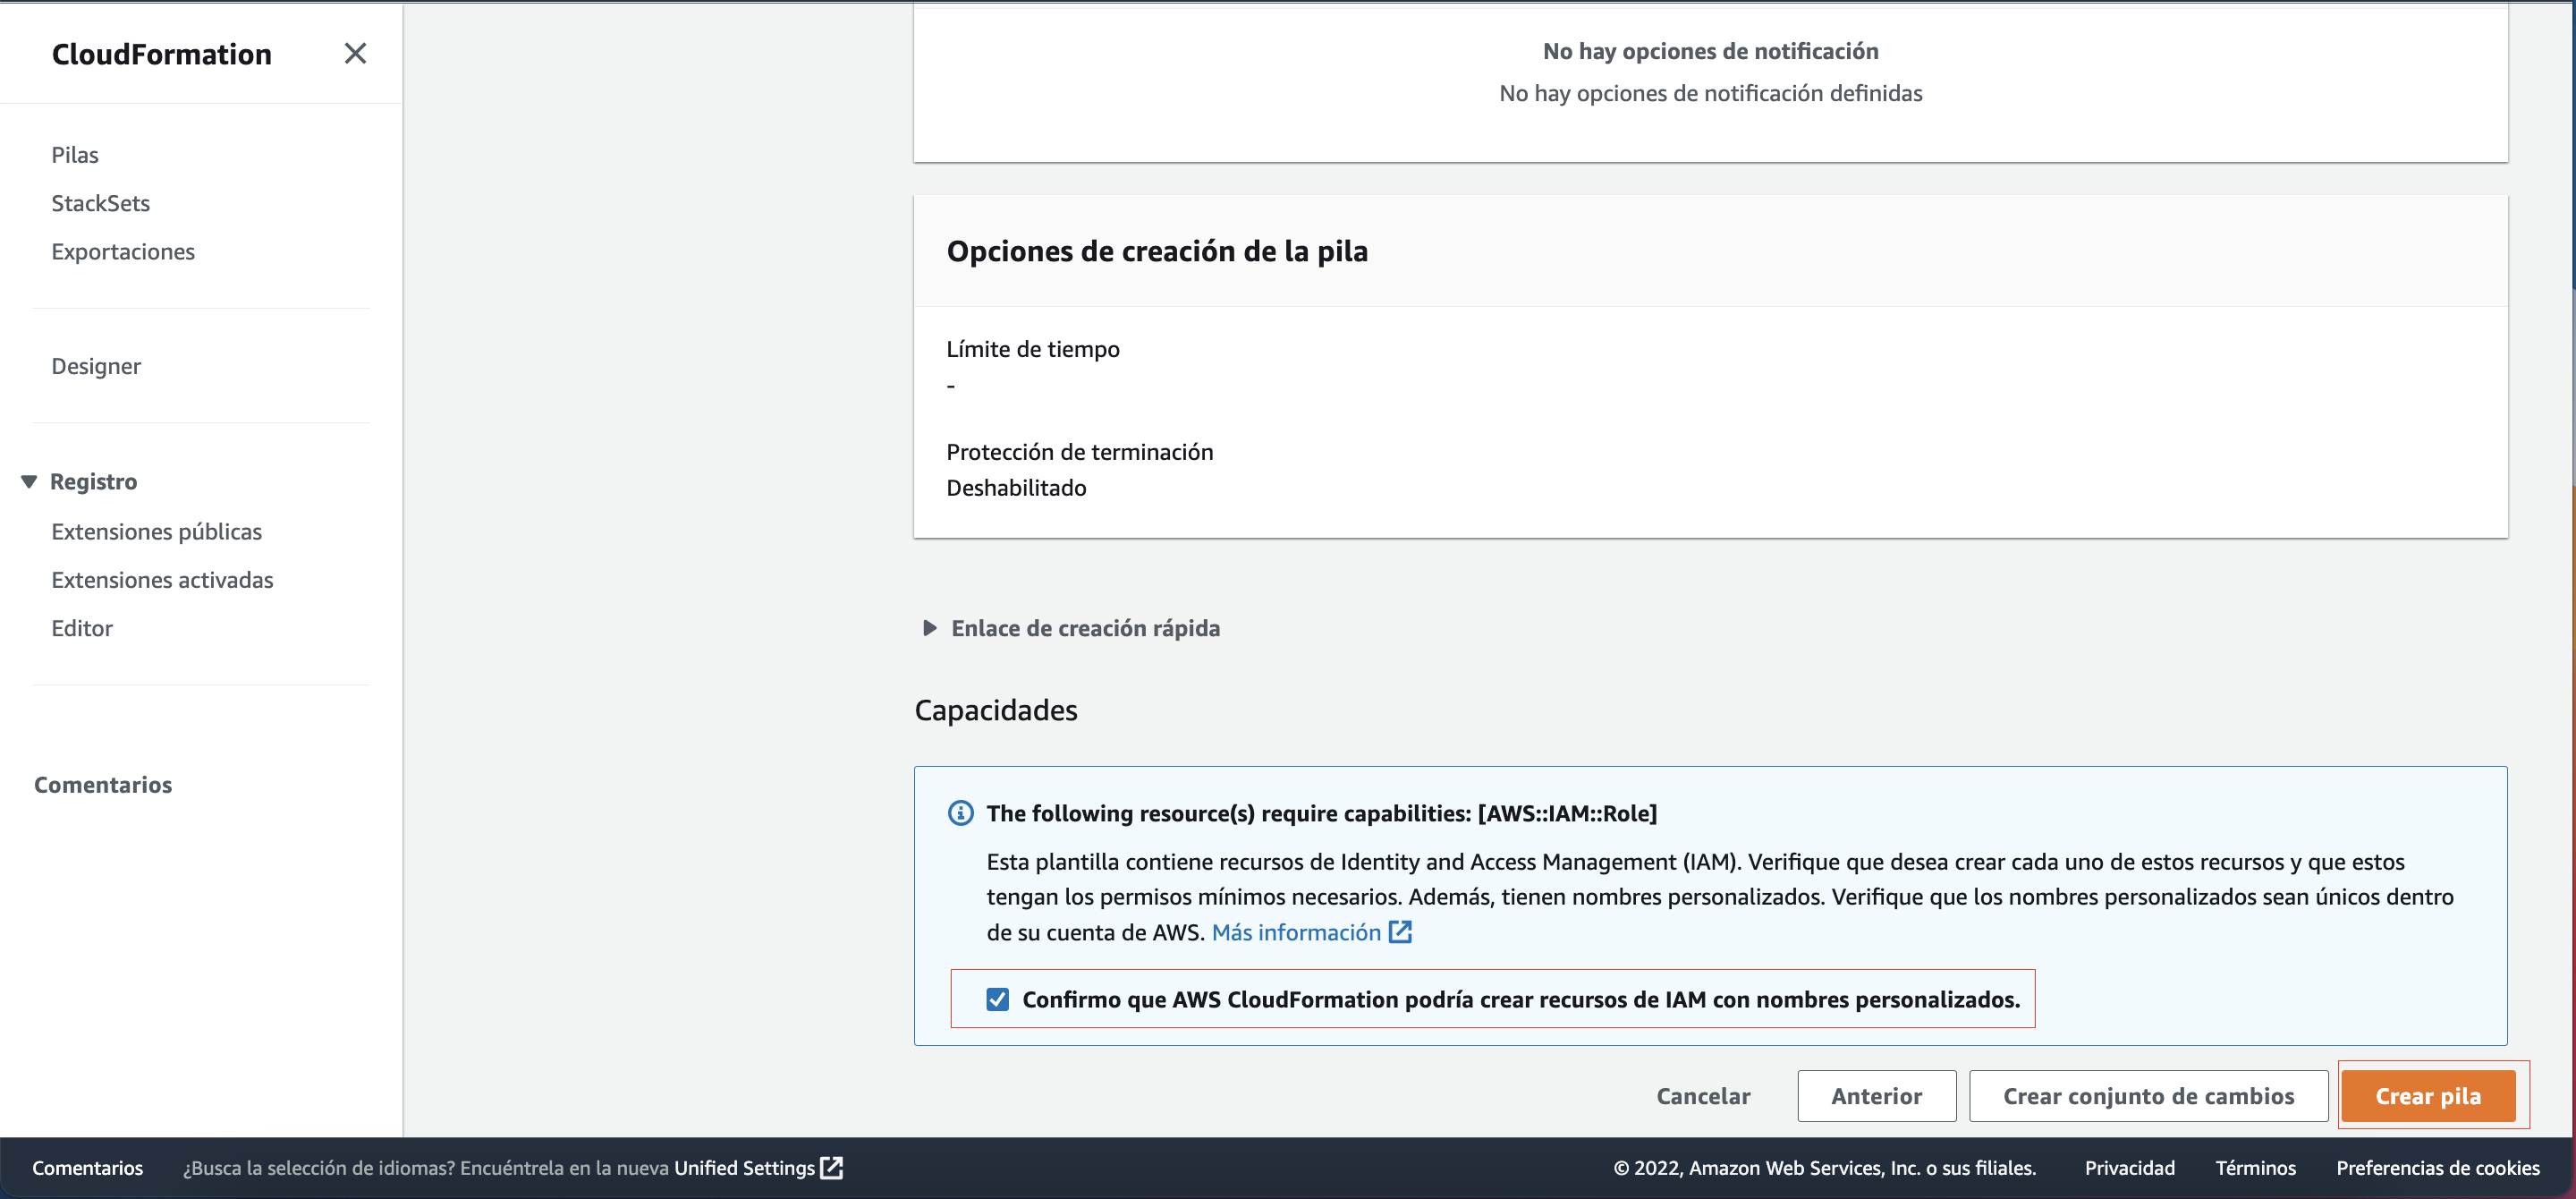 CloudFormation
Pilas
StackSets
Exportaciones
Designer
Registro
Extensiones públicas
Extensiones activadas
Editor
Comentarios
No hay opciones de notificación
No hay opciones de notificación definidas
Opciones de creación de la pila
Límite de tiempo
-
Protección de terminación
Deshabilitado
Enlace de creación rápida
Capacidades
The following resource(s) require capabilities: [AWS::IAM::Role]
Esta plantilla contiene recursos de Identity and Access Management (IAM). Verifique que desea crear cada uno de estos recursos y que estos
tengan los permisos mínimos necesarios. Además, tienen nombres personalizados. Verifique que los nombres personalizados sean únicos dentro
de su cuenta de AWS. Más información
Confirmo que AWS CloudFormation podría crear recursos de IAM con nombres personalizados.
Cancelar Anterior Crear conjunto de cambios Crear pila
Comentarios ¿Busca la selección de idiomas? Encuéntrela en la nueva Unified Settings © 2022, Amazon Web Services, Inc. o sus filiales. Privacidad Términos Preferencias de cookies